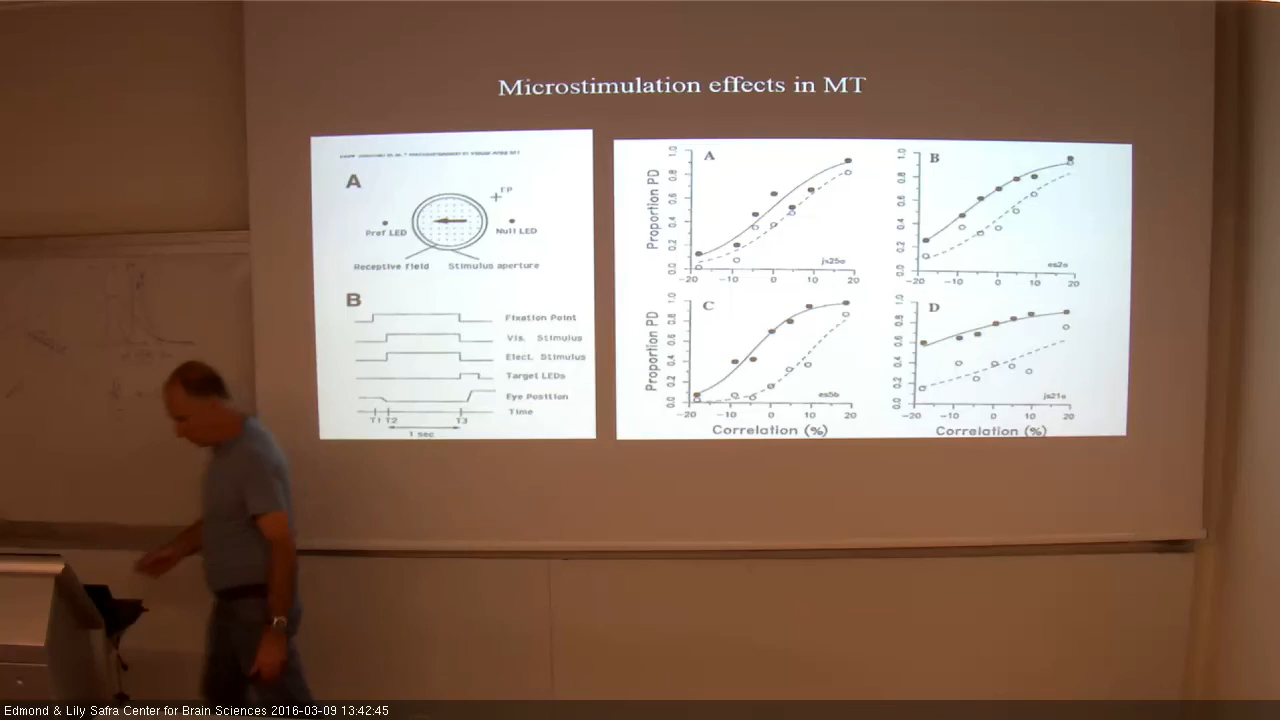 Microstimulation effects in MT
A
FP
Pref LED
Null LED
Receptive field
Stimulus aperture
B
Fixation Point
Vis. Stimulus
Elect. Stimulus
Target LEDs
Eye Position
Time
T1 T2 T3
1 sec
A
Proportion PD
0.0 0.2 0.4 0.6 0.8 1.0
js25a
-20 -10 0 10 20
B
0.0 0.2 0.4 0.6 0.8 1.0
es2a
-20 -10 0 10 20
C
Proportion PD
0.0 0.2 0.4 0.6 0.8 1.0
es5b
-20 -10 0 10 20
Correlation (%)
D
0.0 0.2 0.4 0.6 0.8 1.0
js21a
-20 -10 0 10 20
Correlation (%)
Edmond & Lily Safra Center for Brain Sciences 2016-03-09 13:42:45